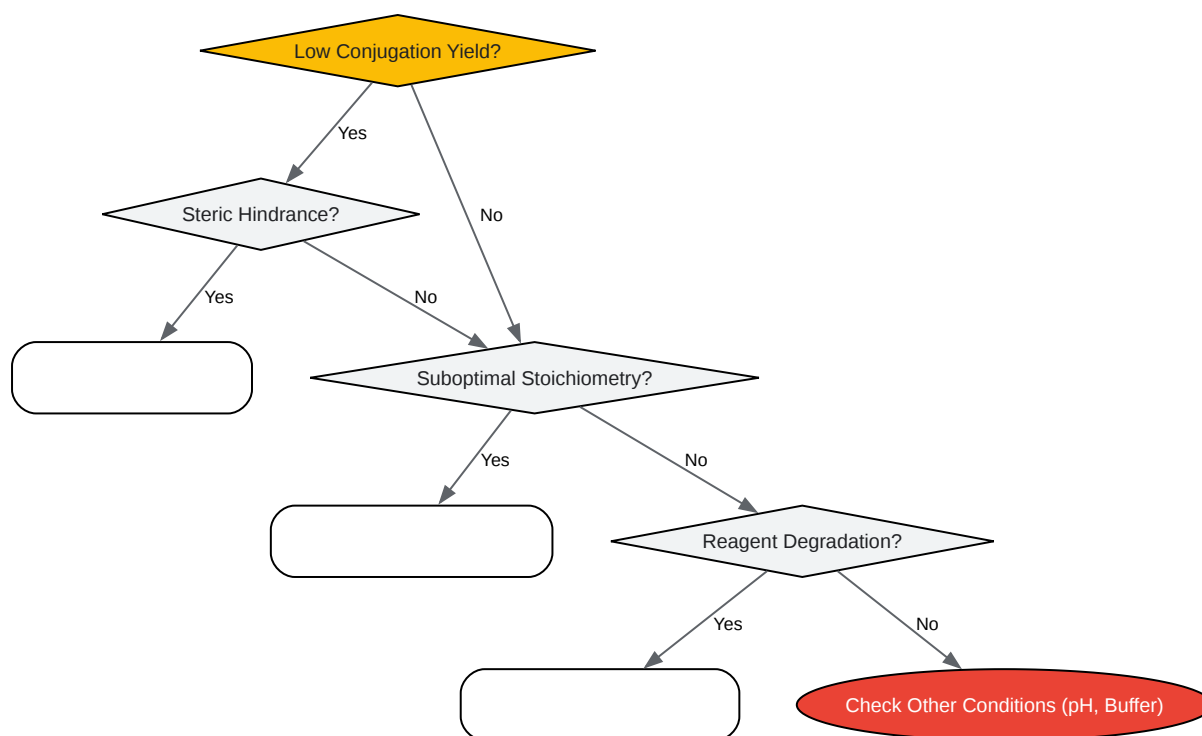 Low Conjugation Yield?
Yes
No
Steric Hindrance?
Yes
No
Suboptimal Stoichiometry?
Yes
No
Reagent Degradation?
Yes
No
Check Other Conditions (pH, Buffer)